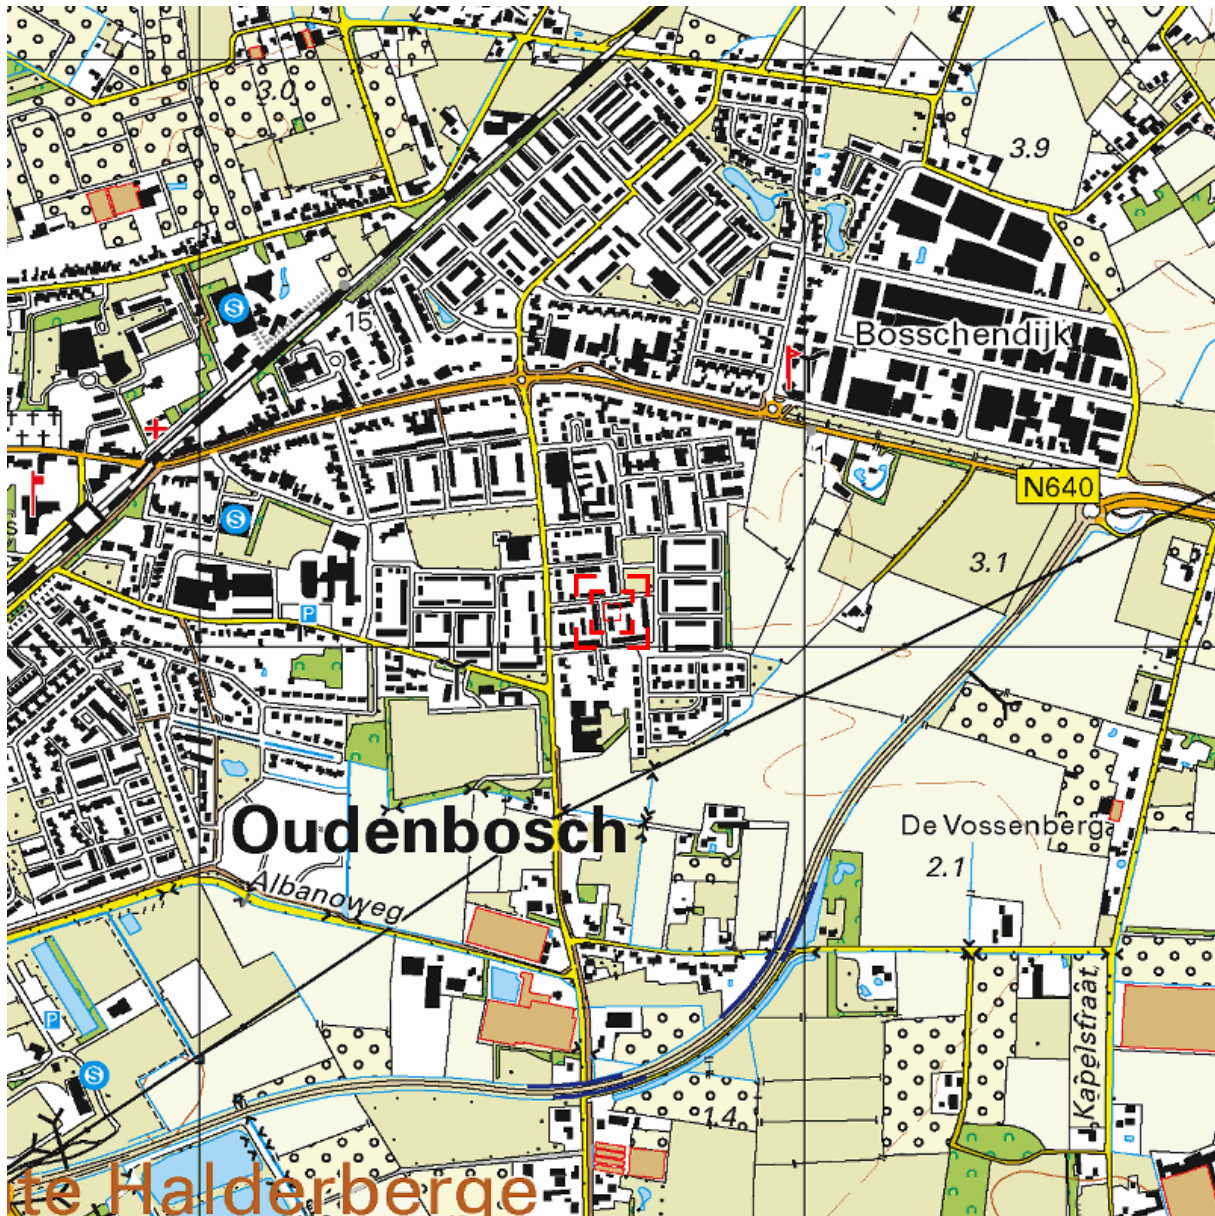 3.0
3.9
S
15
Bosschendijk
1
N640
S
s
3.1
P
Oudenbosch
De Vossenberg
2.1
Albanoweg
P
Kapelstraat
S
1.4
te Halderberge